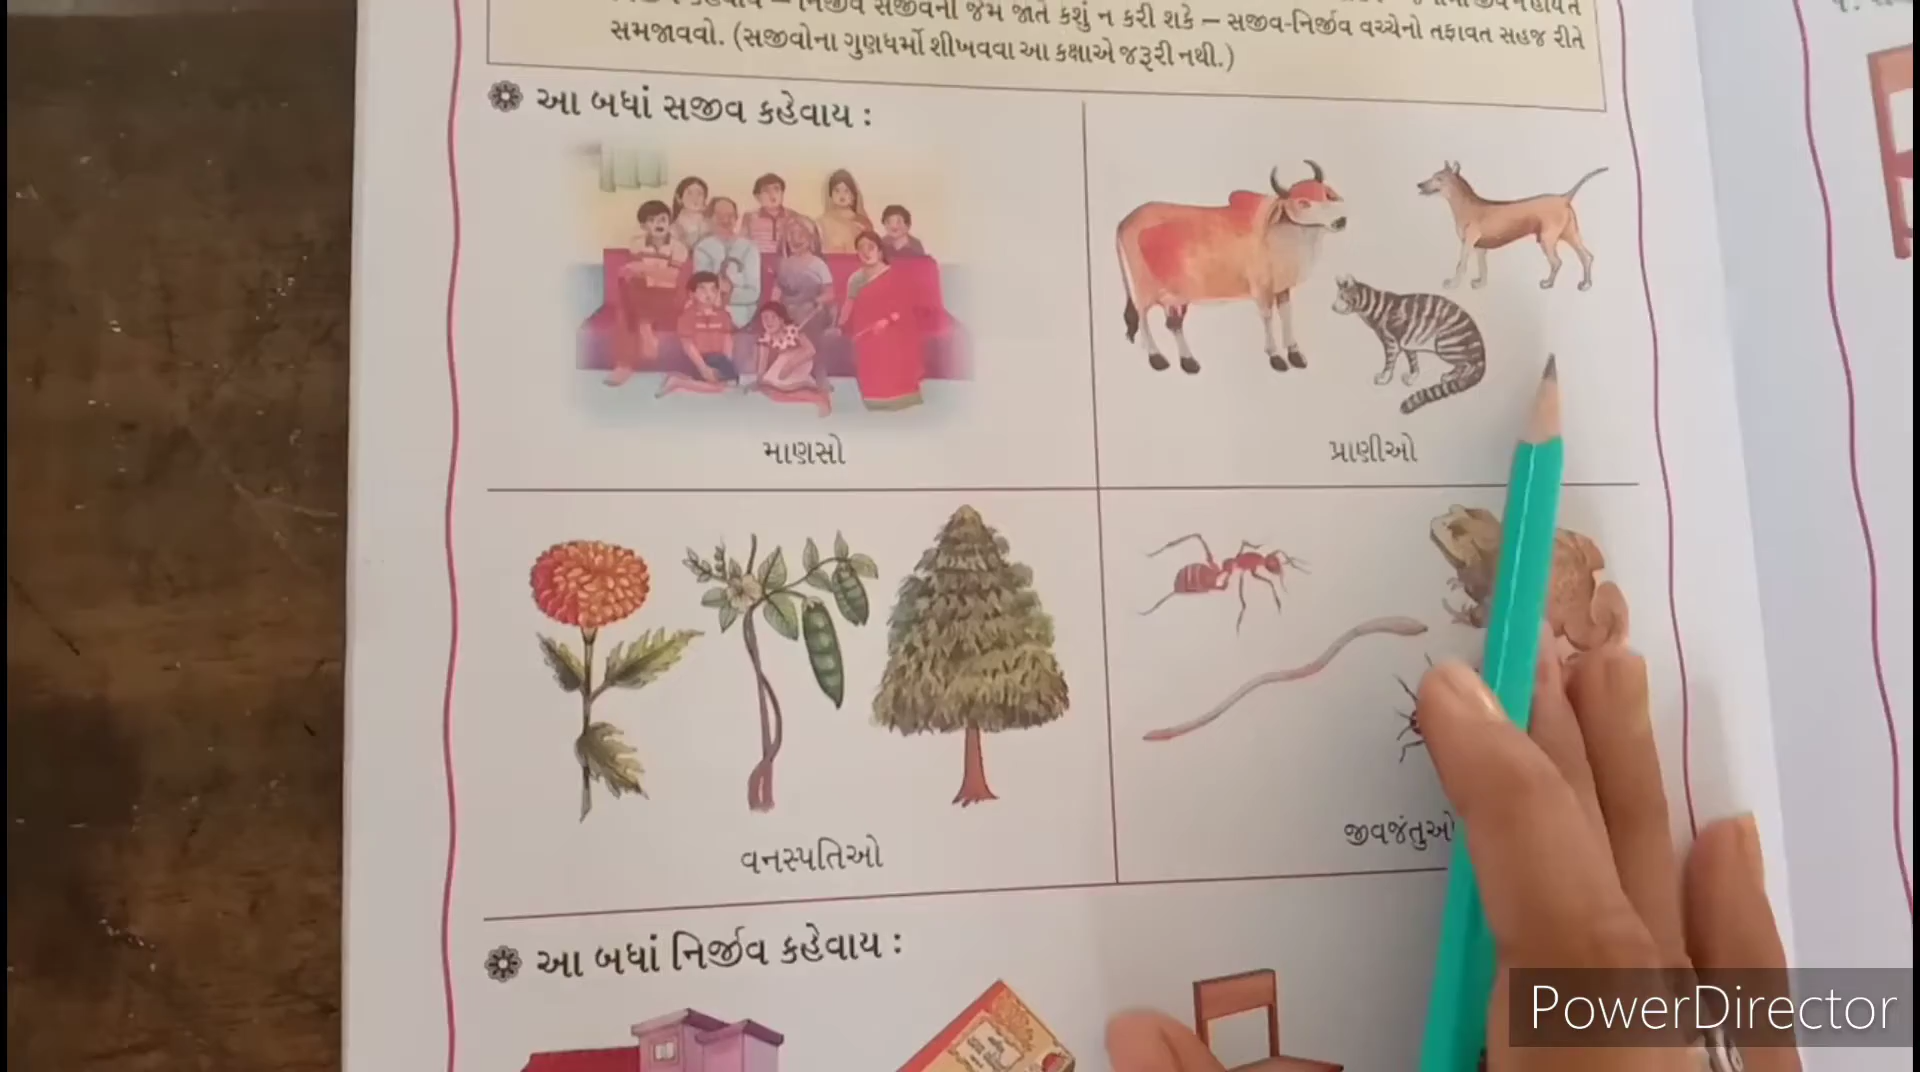 નિર્જીવ સજીવની જેમ જાતે કશું ન કરી શકે – સજીવ-નિર્જીવ વચ્ચેનો તફાવત સહજ રીતે
સમજાવવો. (સજીવોના ગુણધર્મો શીખવવા આ કક્ષાએ જરૂરી નથી.)
આ બધાં સજીવ કહેવાય :
માણસો
પ્રાણીઓ
વનસ્પતિઓ
જીવજંતુઓ
આ બધાં નિર્જીવ કહેવાય :
PowerDirector